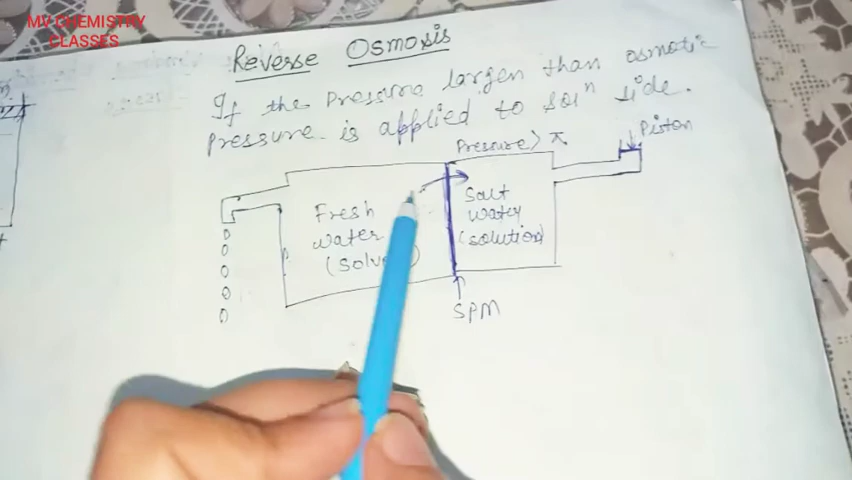 MV CHEMISTRY
CLASSES
Reverse Osmosis
If the Pressure larger than osmotic
pressure is applied to solⁿ side.
Pressure > π
Piston
Fresh
water
(Solve
Salt
water
(solution)
SPM